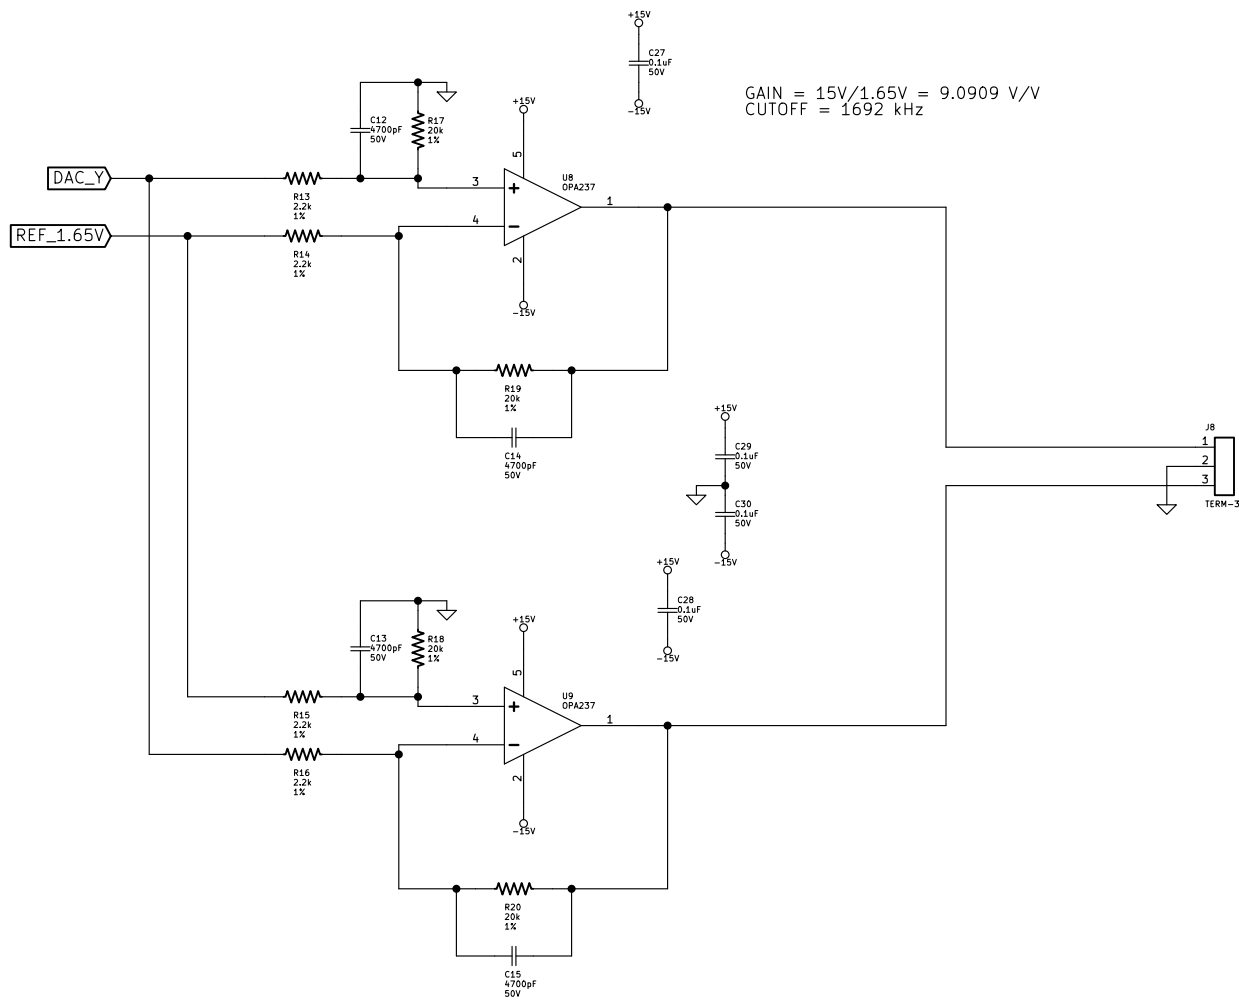 +15V
C27
0.1uF
50V
-15V
GAIN = 15V/1.65V = 9.0909 V/V
CUTOFF = 1692 kHz
C12
4700pF
50V
R17
20k
1%
+15V
5
DAC_Y
R13
2.2k
1%
3
U8
OPA237
1
REF_1.65V
R14
2.2k
1%
4
2
-15V
R19
20k
1%
C14
4700pF
50V
+15V
C29
0.1uF
50V
C30
0.1uF
50V
-15V
J8
1
2
3
TERM-3
+15V
C28
0.1uF
50V
-15V
C13
4700pF
50V
R18
20k
1%
+15V
5
R15
2.2k
1%
3
U9
OPA237
1
R16
2.2k
1%
4
2
-15V
R20
20k
1%
C15
4700pF
50V